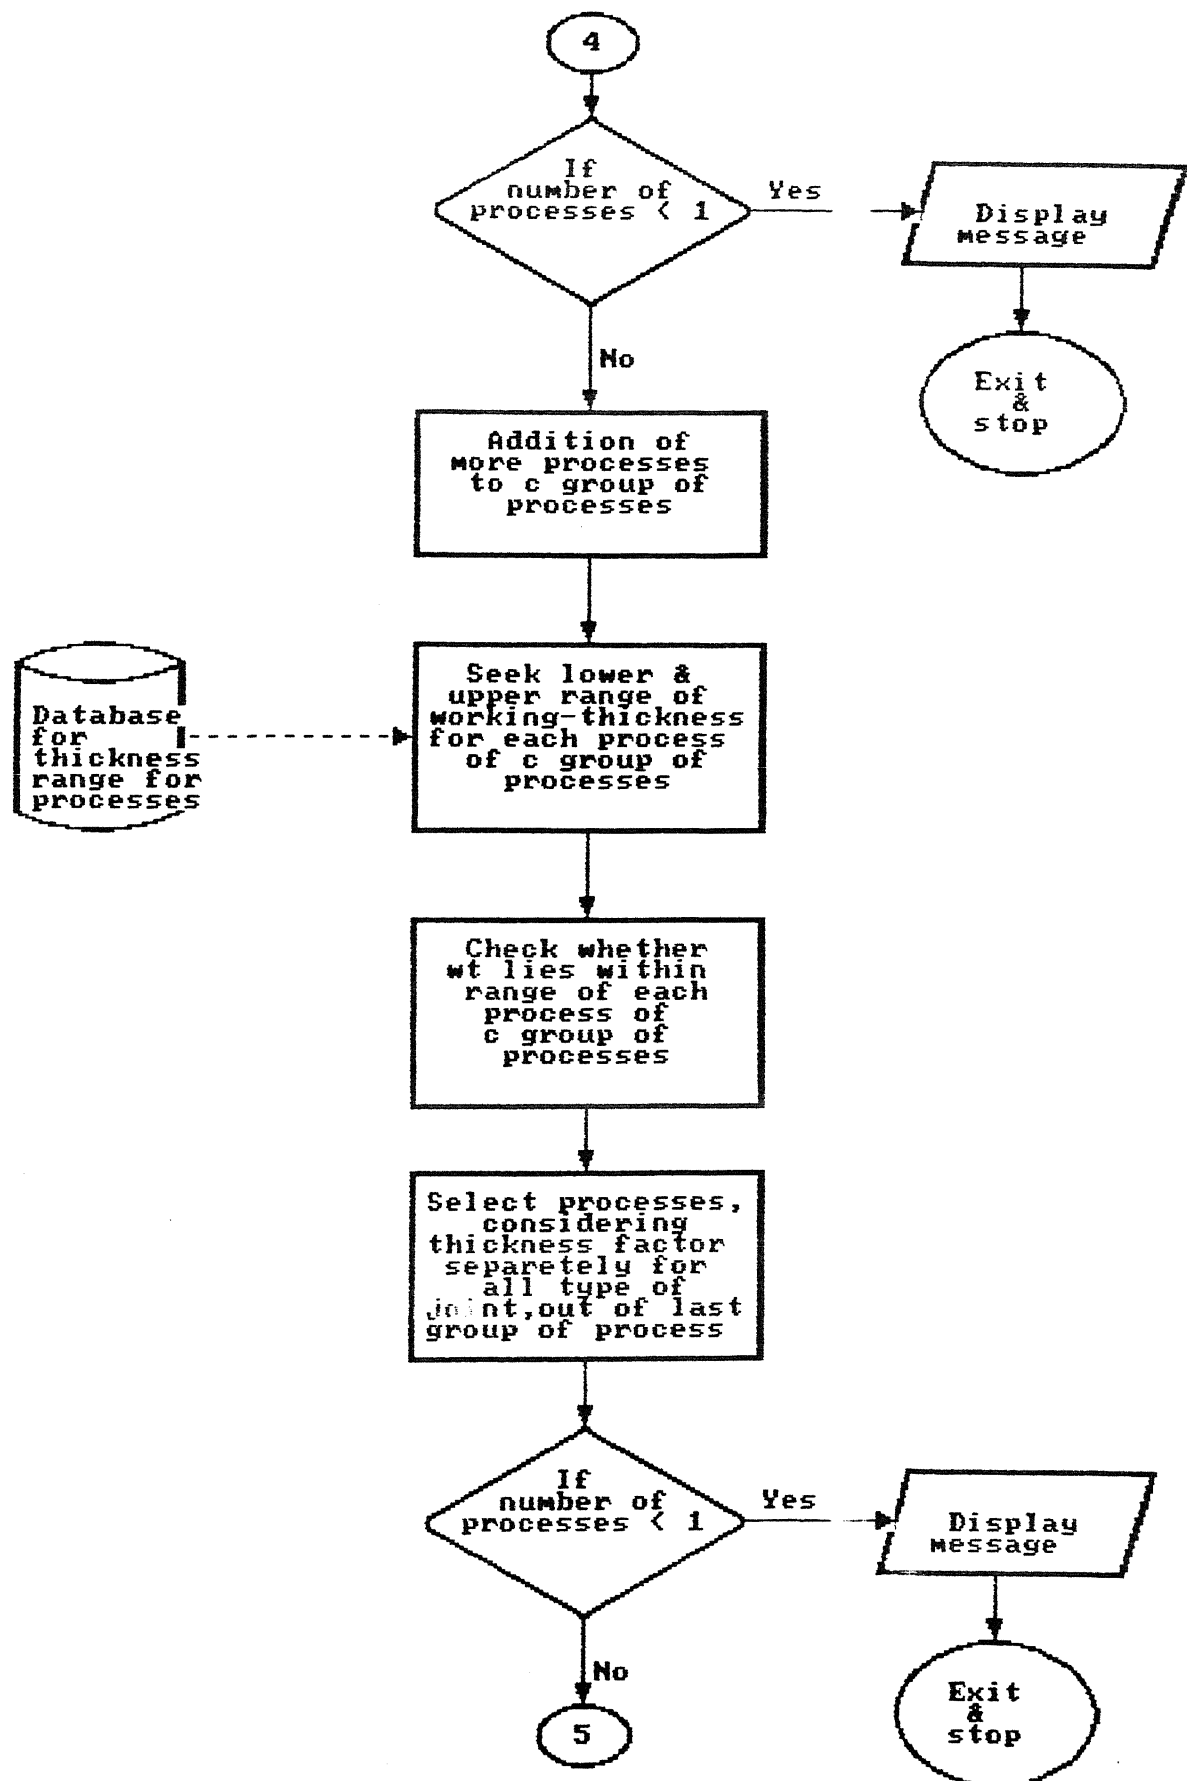 4
If
number of
processes < 1
Yes
Display
message
No
Exit
&
stop
Addition of
more processes
to c group of
processes
Seek lower &
upper range of
working-thickness
for each process
of c group of
processes
Database
for
thickness
range for
processes
Check whether
wt lies within
range of each
process of
c group of
processes
Select processes,
considering
thickness factor
separetely for
all type of
joint,out of last
group of process
If
number of
processes < 1
Yes
Display
message
No
Exit
&
stop
5